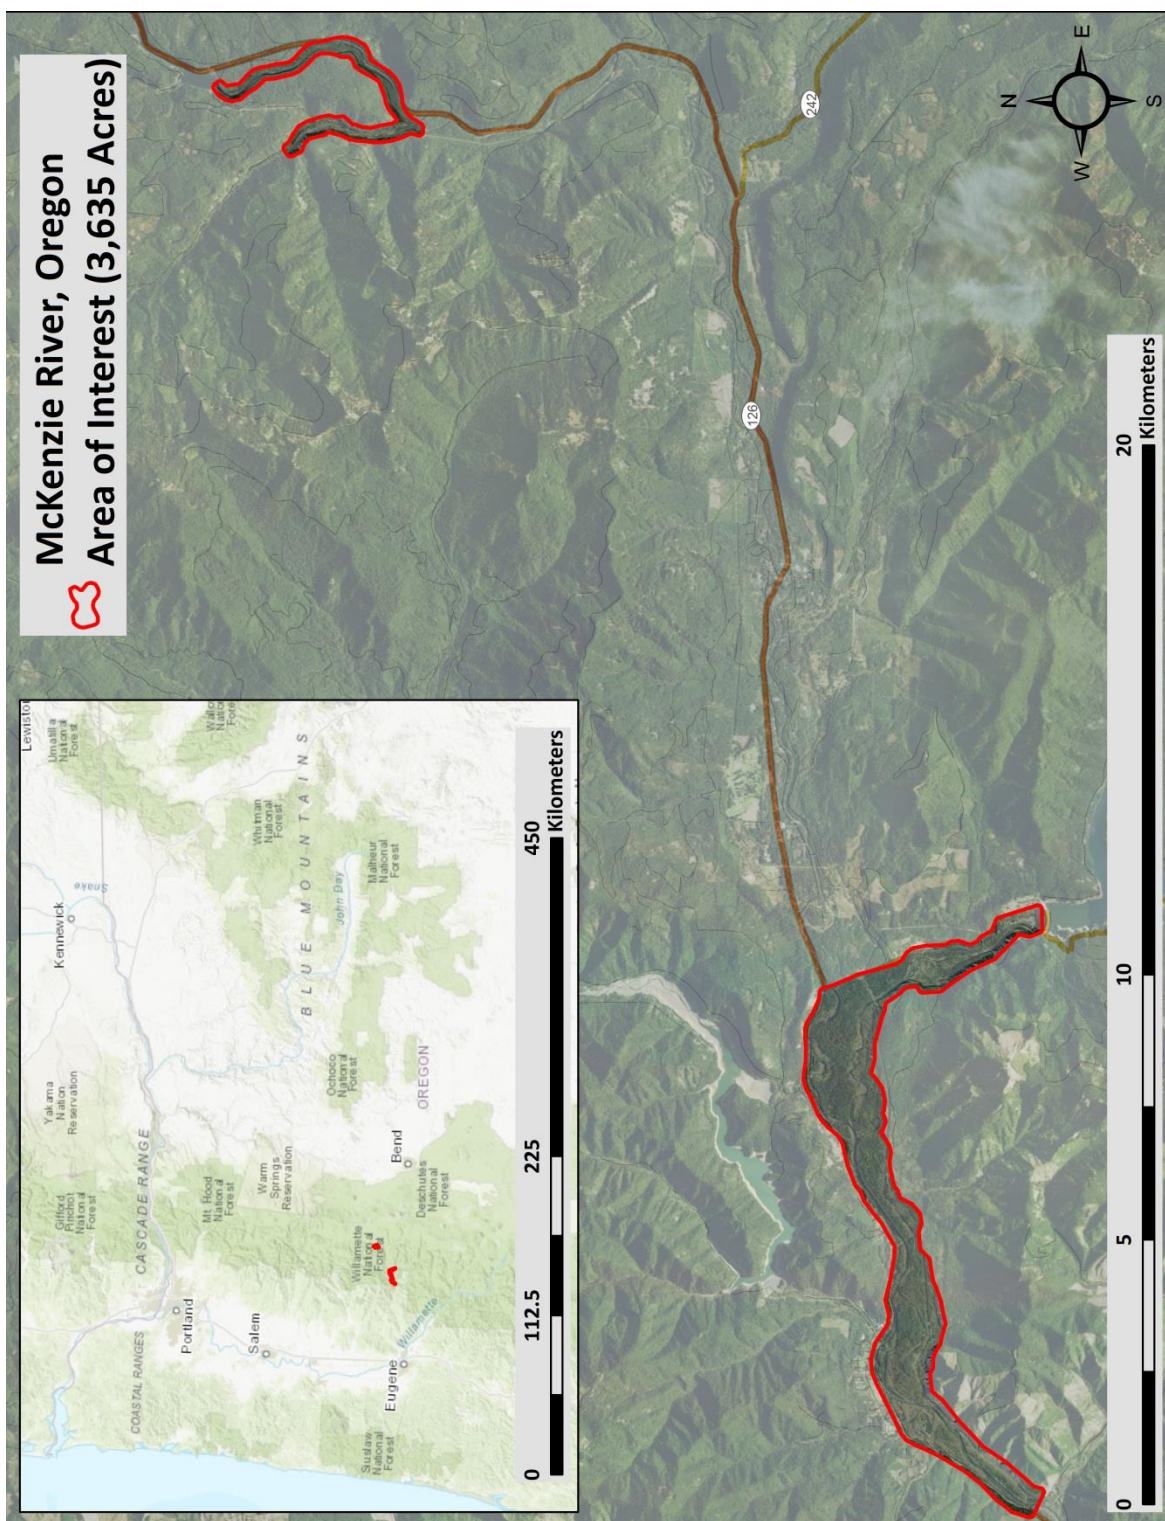 McKenzie River, Oregon
Area of Interest (3,635 Acres)
Lewiston
Umatilla
National
Forest
Kennewick
Snake
Yakama
Nation
Reservation
Gifford
Pinchot
National
Forest
CASCADE RANGE
COASTAL RANGES
Portland
Mt. Hood
National
Forest
Warm
Springs
Reservation
Whitman
National
Forest
BLUE MOUNTAINS
John Day
Malheur
National
Forest
Ochoco
National
Forest
OREGON
Salem
Willamette
National
Forest
Bend
Deschutes
National
Forest
Willamette
Eugene
Siuslaw
National
Forest
0 112.5 225 450
Kilometers
126
242
N
E
S
W
0 5 10 20
Kilometers